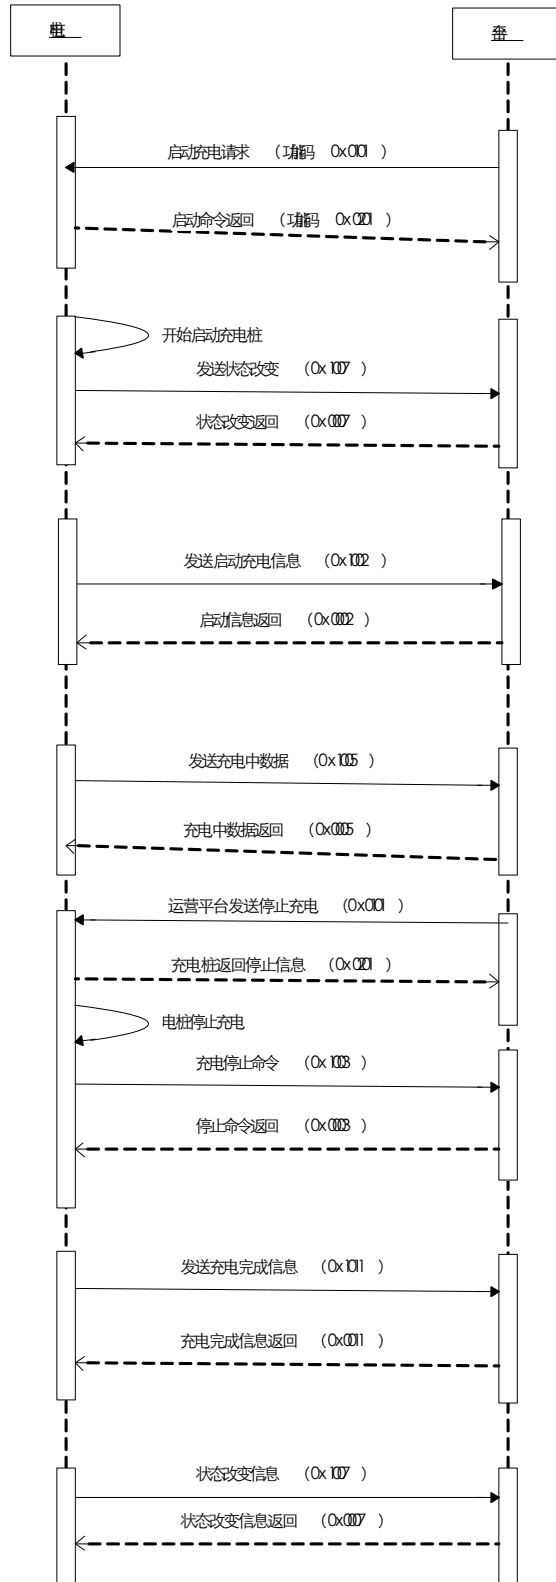 启动充电请求 （功能码 0x0101 ）
启动命令返回 （功能码 0x0201 ）
开始启动充电桩
发送状态改变 （0x1007 ）
状态改变返回 （0x0007 ）
发送启动充电信息 （0x1002 ）
启动信息返回 （0x0002 ）
发送充电中数据 （0x1005 ）
充电中数据返回 （0x0005 ）
运营平台发送停止充电 （0x0101 ）
充电桩返回停止信息 （0x0201 ）
电桩停止充电
充电停止命令 （0x1003 ）
停止命令返回 （0x0003 ）
发送充电完成信息 （0x1011 ）
充电完成信息返回 （0x0011 ）
状态改变信息 （0x1007 ）
状态改变信息返回 （0x0007 ）